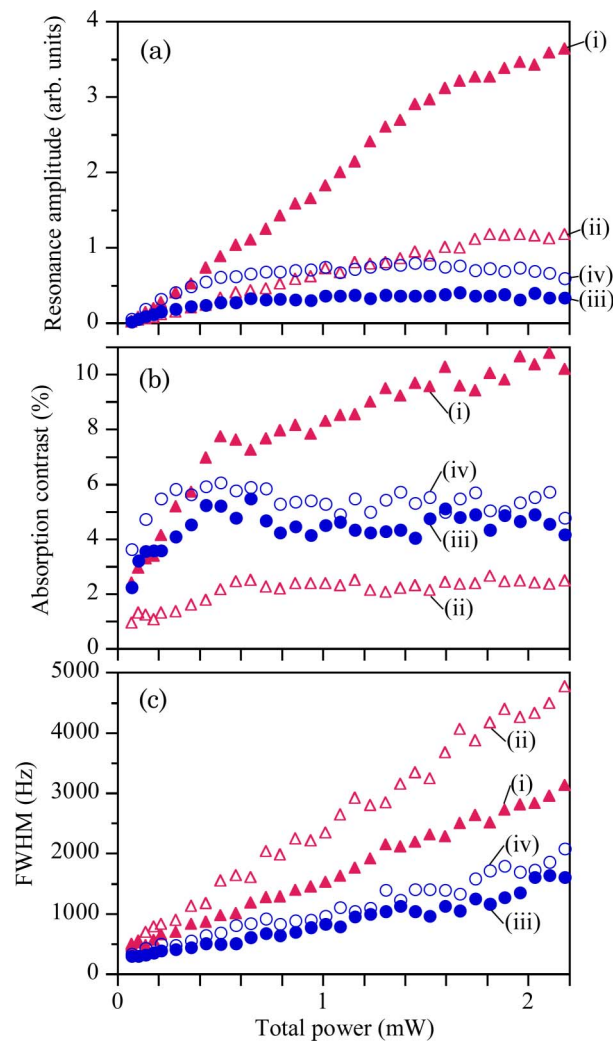 (a)
Resonance amplitude (arb. units)
4
3
2
1
0
(i)
(ii)
(iv)
(iii)
(b)
Absorption contrast (%)
10
8
6
4
2
0
(i)
(iv)
(iii)
(ii)
(c)
FWHM (Hz)
5000
4000
3000
2000
1000
0
(ii)
(i)
(iv)
(iii)
0 1 2
Total power (mW)